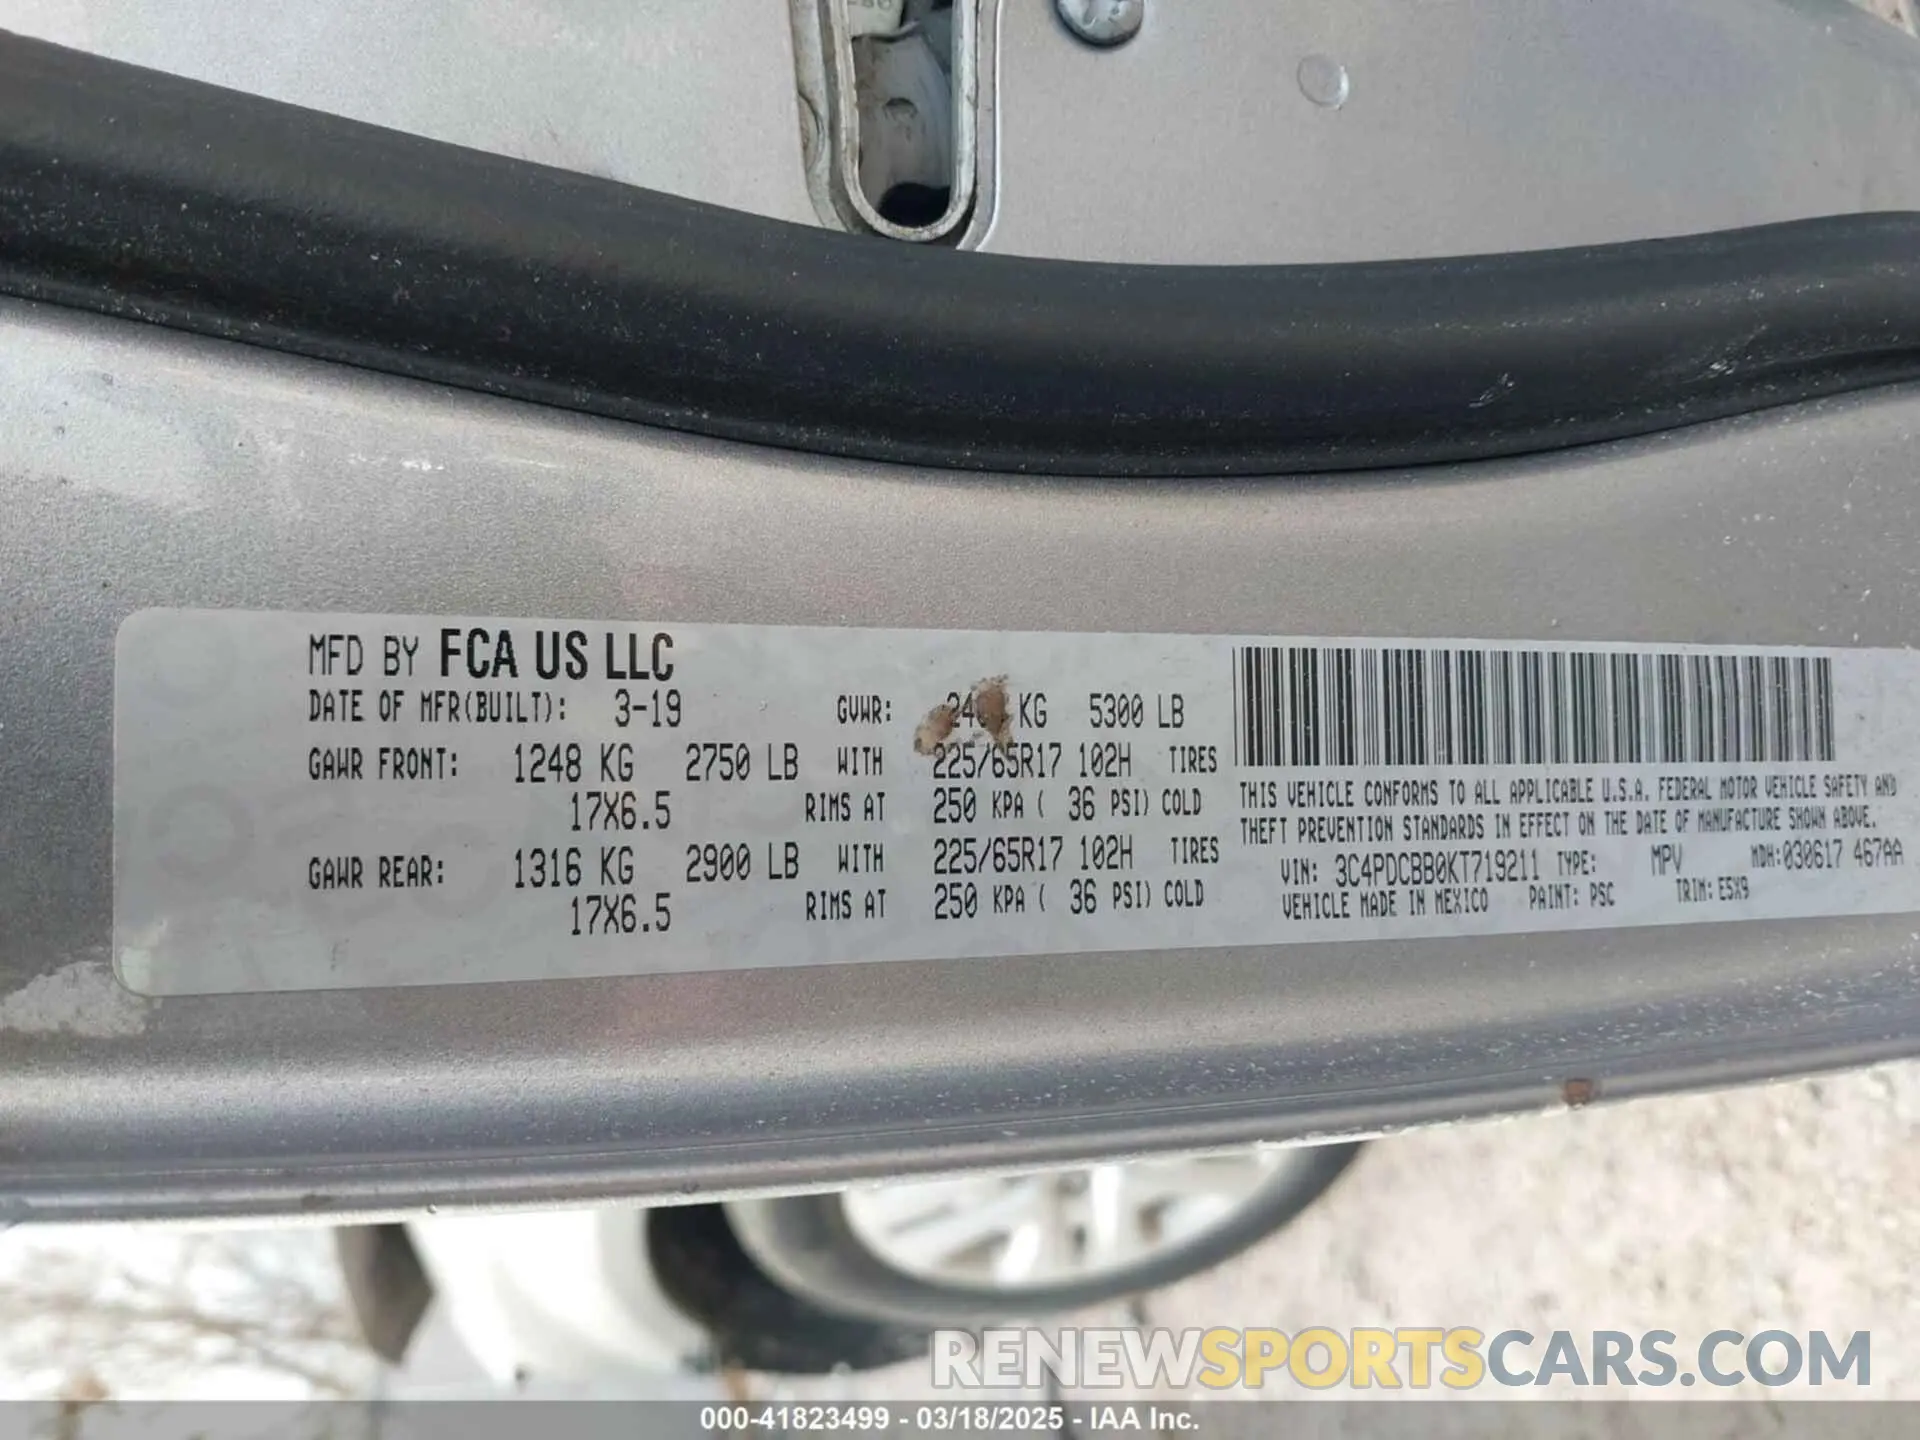 MFD BY FCA US LLC
DATE OF MFR(BUILT): 3-19 GVWR: KG 5300 LB
GAWR FRONT: 1248 KG 2750 LB WITH 225/65R17 102H TIRES
17X6.5 RIMS AT 250 KPA ( 36 PSI) COLD
GAWR REAR: 1316 KG 2900 LB WITH 225/65R17 102H TIRES
17X6.5 RIMS AT 250 KPA ( 36 PSI) COLD
THIS VEHICLE CONFORMS TO ALL APPLICABLE U.S.A. FEDERAL MOTOR VEHICLE SAFETY AND
THEFT PREVENTION STANDARDS IN EFFECT ON THE DATE OF MANUFACTURE SHOWN ABOVE.
VIN: 3C4PDCBB0KT719211 TYPE: MPV MDH:030617 467AA
VEHICLE MADE IN MEXICO PAINT: PSC TRIM: E5X9
RENEWSPORTSCARS.COM
000-41823499 - 03/18/2025 - IAA Inc.